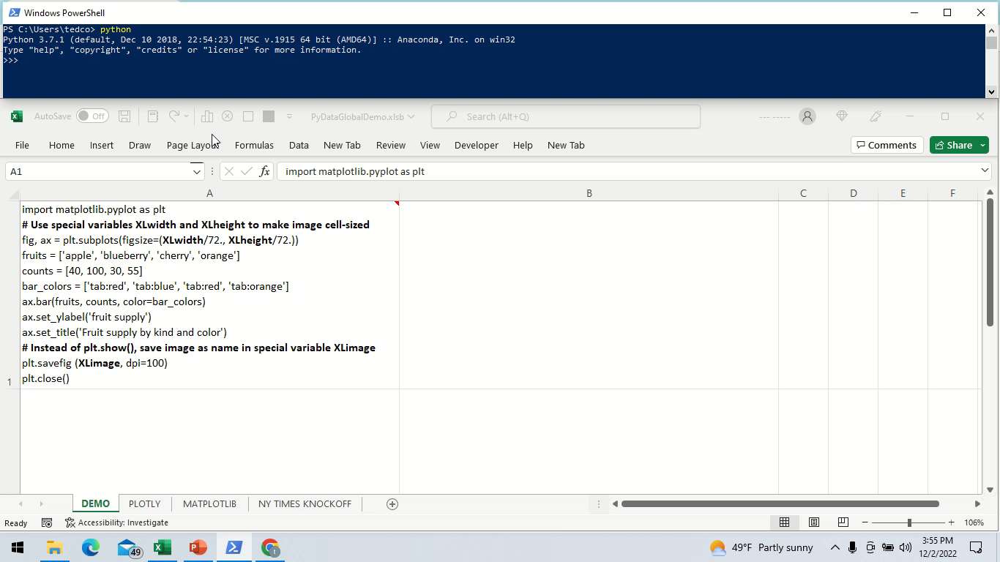 Windows PowerShell
PS C:\Users\tedco> python
Python 3.7.1 (default, Dec 10 2018, 22:54:23) [MSC v.1915 64 bit (AMD64)] :: Anaconda, Inc. on win32
Type "help", "copyright", "credits" or "license" for more information.
>>>
AutoSave Off PyDataGlobalDemo.xlsb Search (Alt+Q) --- -----
File Home Insert Draw Page Layout Formulas Data New Tab Review View Developer Help New Tab Comments Share
A1 fx import matplotlib.pyplot as plt
A B C D E F
import matplotlib.pyplot as plt
# Use special variables XLwidth and XLheight to make image cell-sized
fig, ax = plt.subplots(figsize=(XLwidth/72., XLheight/72.))
fruits = ['apple', 'blueberry', 'cherry', 'orange']
counts = [40, 100, 30, 55]
bar_colors = ['tab:red', 'tab:blue', 'tab:red', 'tab:orange']
ax.bar(fruits, counts, color=bar_colors)
ax.set_ylabel('fruit supply')
ax.set_title('Fruit supply by kind and color')
# Instead of plt.show(), save image as name in special variable XLimage
plt.savefig (XLimage, dpi=100)
1 plt.close()
DEMO PLOTLY MATPLOTLIB NY TIMES KNOCKOFF
Ready Accessibility: Investigate 106%
49 49°F Partly sunny 3:55 PM
12/2/2022